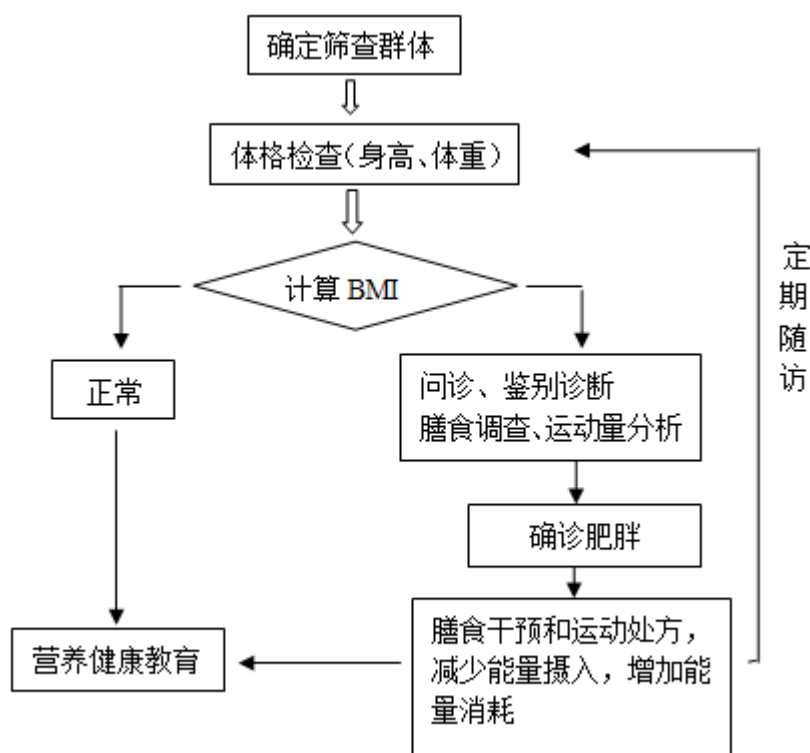 确定筛查群体
体格检查（身高、体重）
计算 BMI
正常
问诊、鉴别诊断
膳食调查、运动量分析
确诊肥胖
膳食干预和运动处方，
减少能量摄入，增加能
量消耗
营养健康教育
定
期
随
访